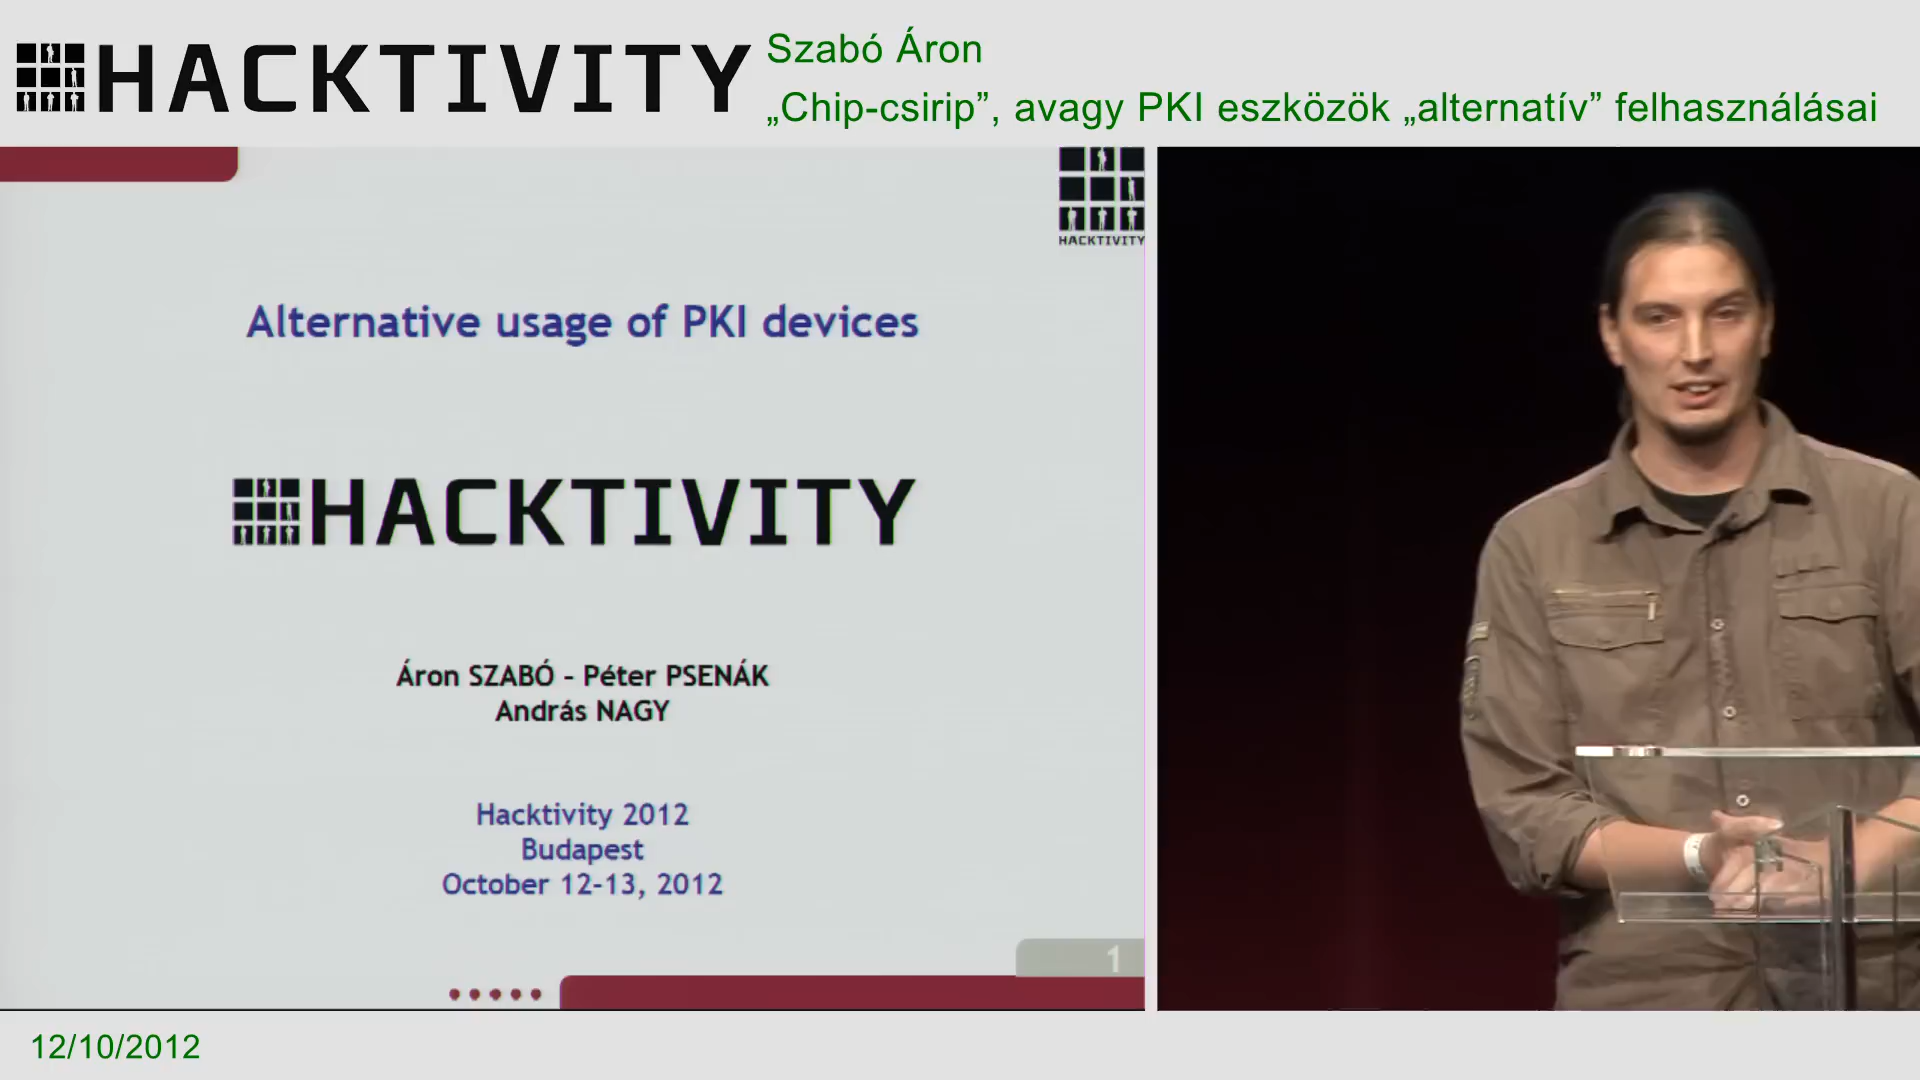 HACKTIVITY
Szabó Áron
„Chip-csirip”, avagy PKI eszközök „alternatív” felhasználásai
HACKTIVITY
Alternative usage of PKI devices
HACKTIVITY
Áron SZABÓ – Péter PSENÁK
András NAGY
Hacktivity 2012
Budapest
October 12-13, 2012
1
12/10/2012